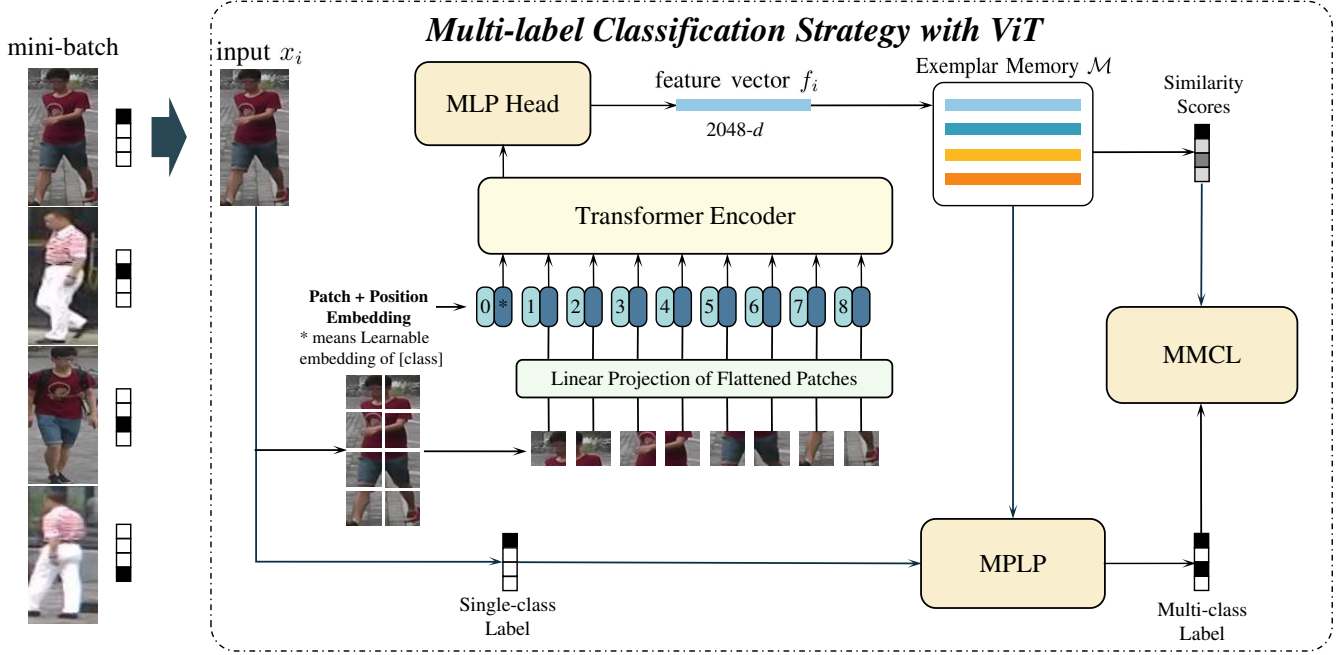 Multi-label Classification Strategy with ViT
mini-batch
input $x_i$
MLP Head
feature vector $f_i$
2048-d
Exemplar Memory $\mathcal{M}$
Similarity
Scores
Transformer Encoder
Patch + Position
Embedding
* means Learnable
embedding of [class]
0 * 1 2 3 4 5 6 7 8
Linear Projection of Flattened Patches
MMCL
MPLP
Single-class
Label
Multi-class
Label